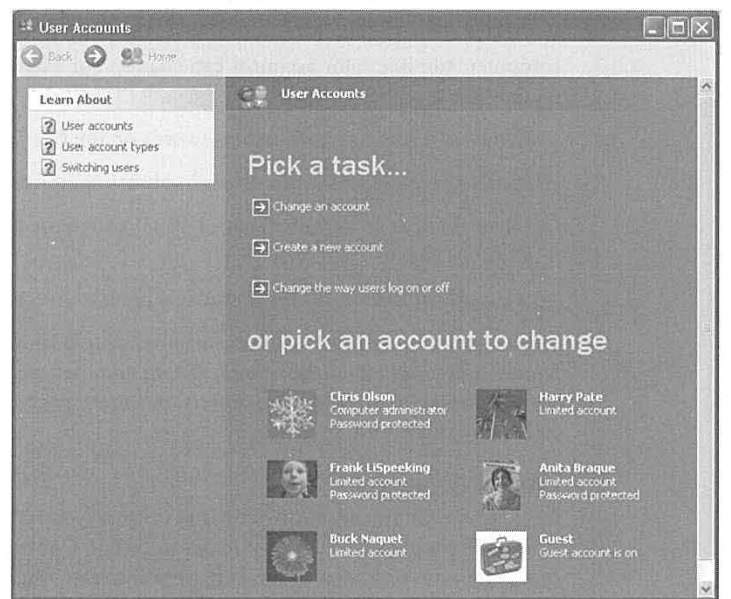 User Accounts
Back Home
Learn About
User accounts
User account types
Switching users
User Accounts
Pick a task...
Change an account
Create a new account
Change the way users log on or off
or pick an account to change
Chris Olson
Computer administrator
Password protected
Harry Pate
Limited account
Frank LiSpeeking
Limited account
Password protected
Anita Braque
Limited account
Password protected
Buck Naquet
Limited account
Guest
Guest account is on